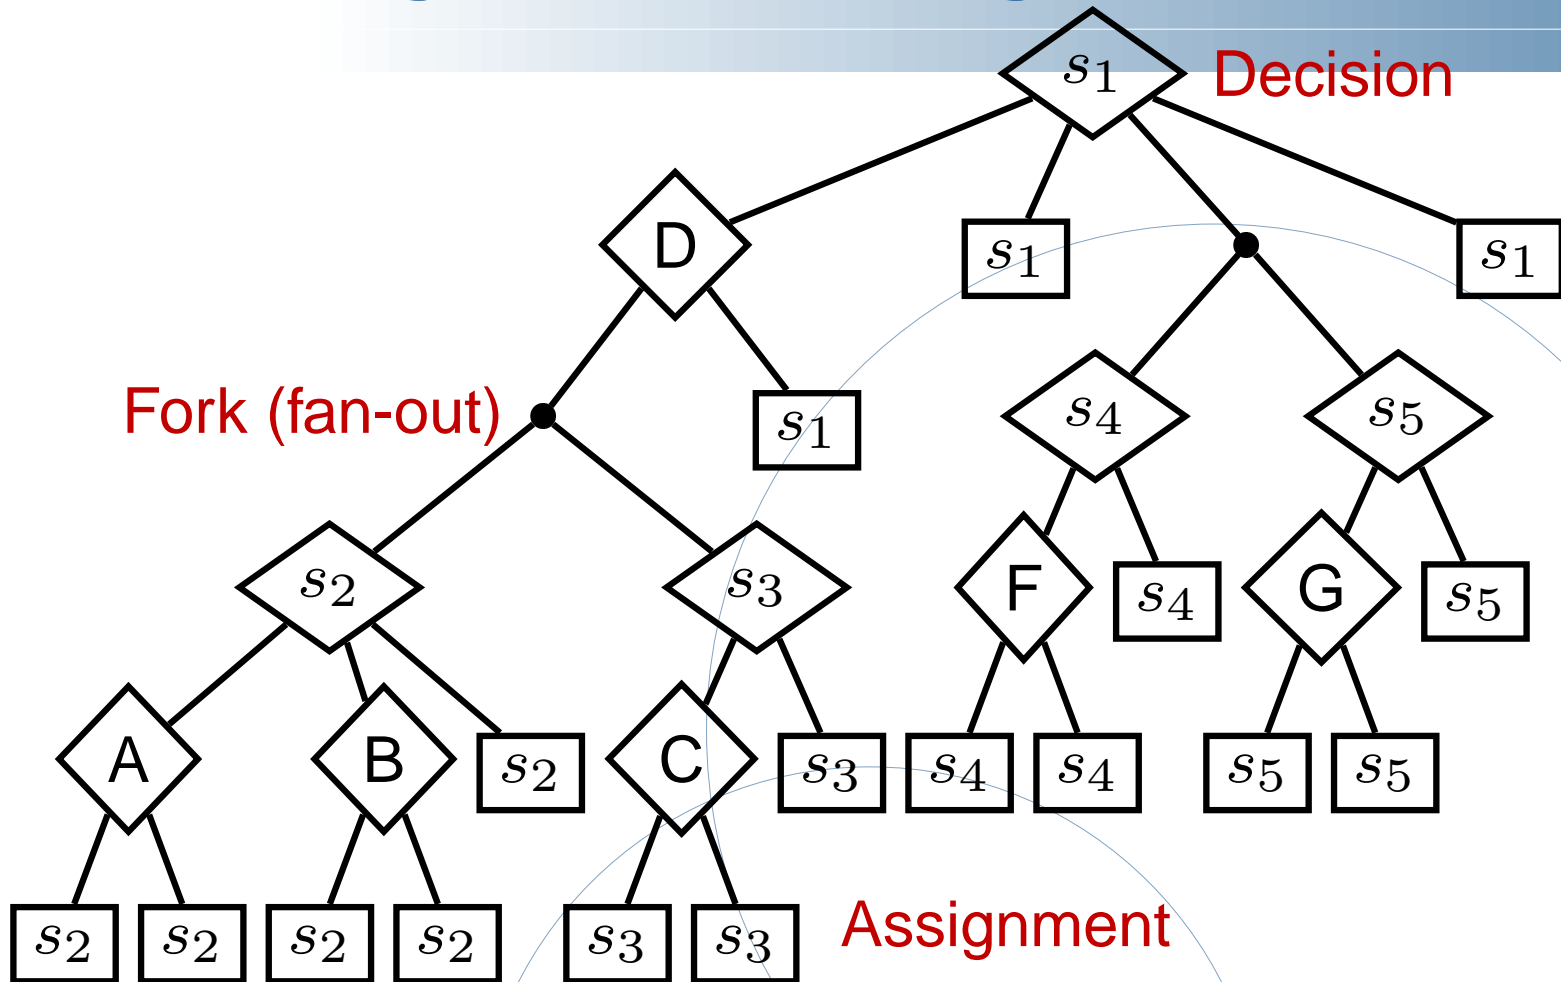 s1 Decision
D s1 s1
Fork (fan-out) s1 s4 s5
s2 s3 F s4 G s5
A B s2 C s3 s4 s4 s5 s5
s2 s2 s2 s2 s3 s3 Assignment